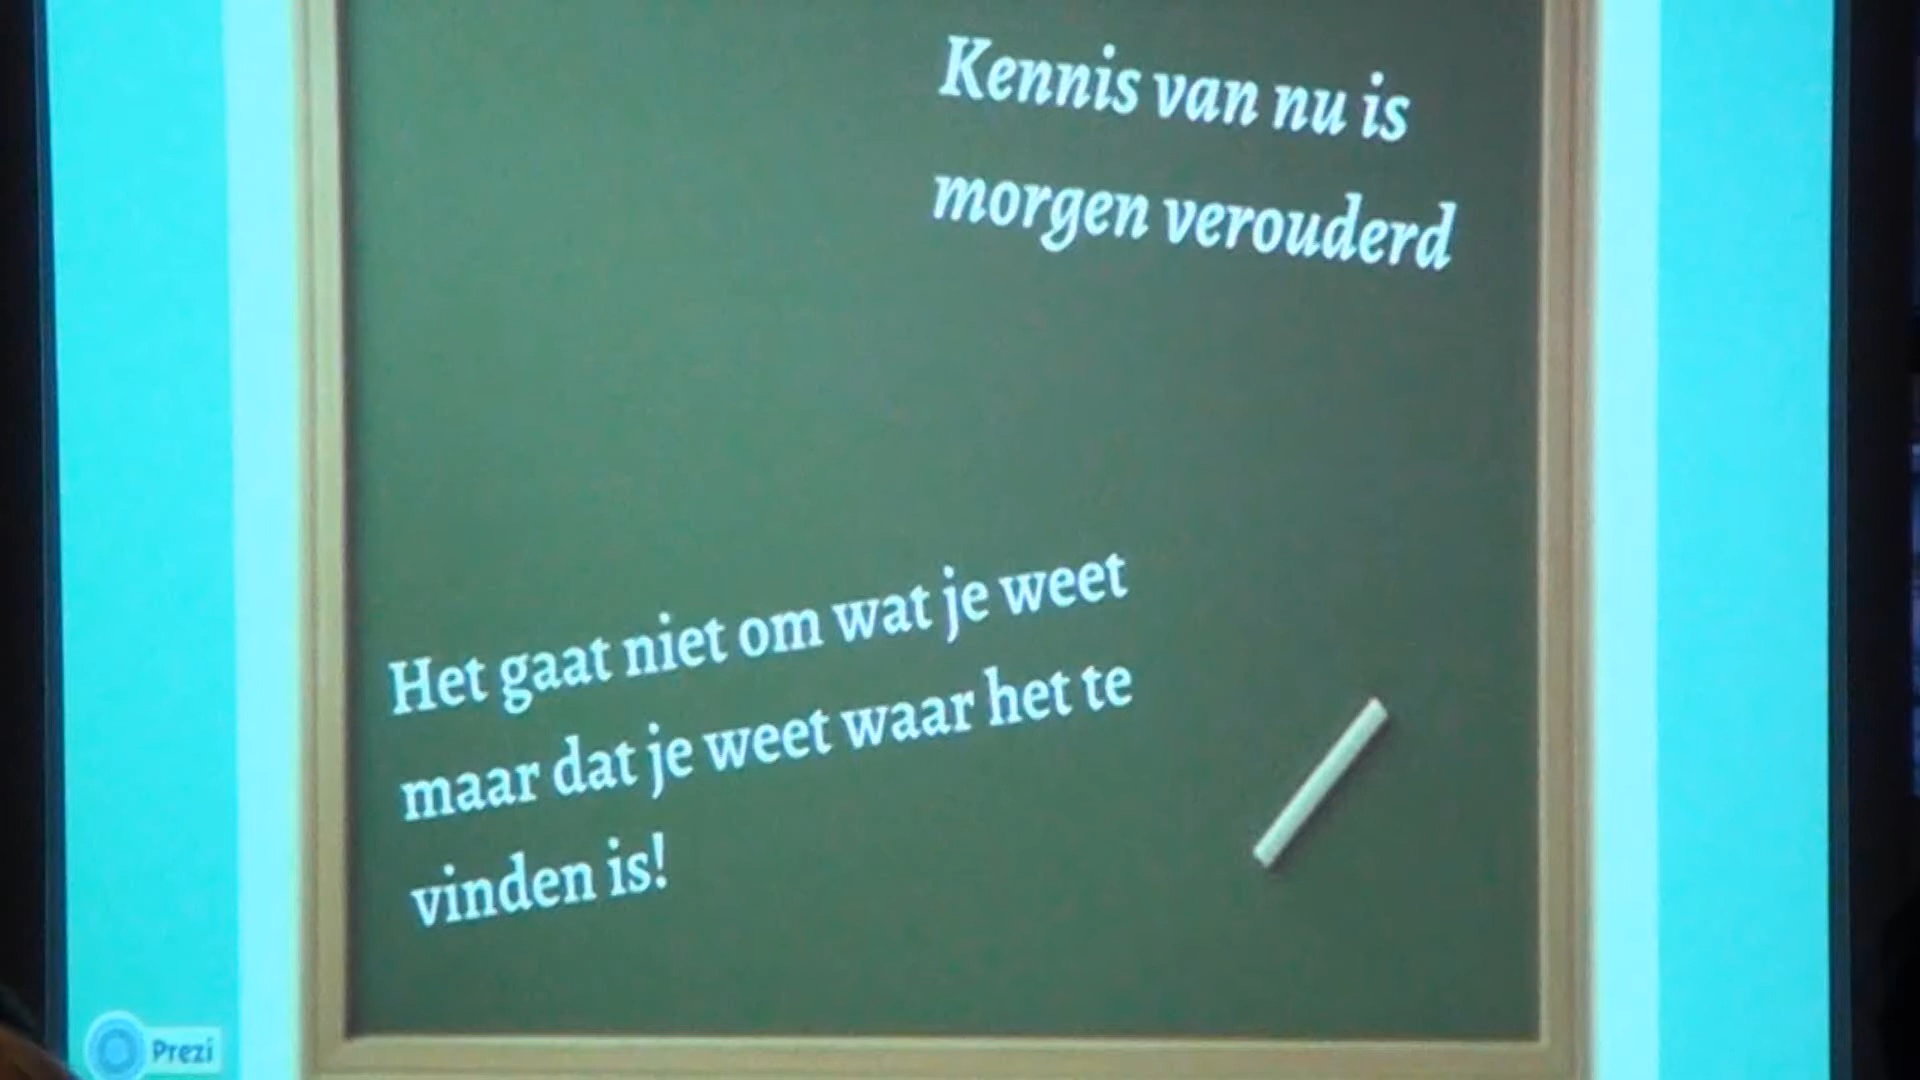 Kennis van nu is
morgen verouderd
Het gaat niet om wat je weet
maar dat je weet waar het te
vinden is!
Prezi